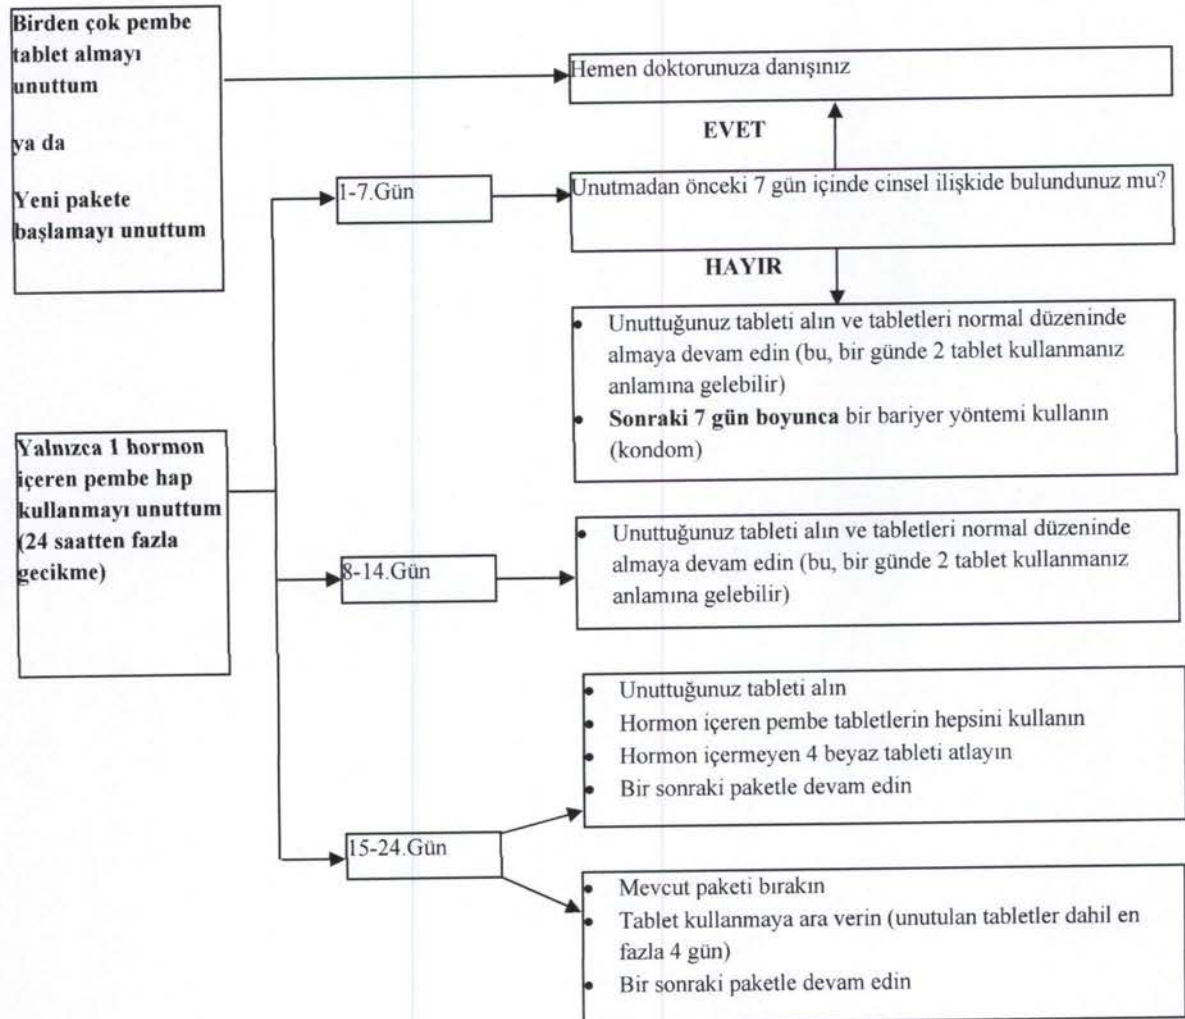 Birden çok pembe
tablet almayı
unuttum
ya da
Yeni pakete
başlamayı unuttum
Hemen doktorunuza danışınız
EVET
1-7.Gün
Unutmadan önceki 7 gün içinde cinsel ilişkide bulundunuz mu?
HAYIR
• Unuttuğunuz tableti alın ve tabletleri normal düzeninde
almaya devam edin (bu, bir günde 2 tablet kullanmanız
anlamına gelebilir)
• Sonraki 7 gün boyunca bir bariyer yöntemi kullanın
(kondom)
Yalnızca 1 hormon
içeren pembe hap
kullanmayı unuttum
(24 saatten fazla
gecikme)
8-14.Gün
• Unuttuğunuz tableti alın ve tabletleri normal düzeninde
almaya devam edin (bu, bir günde 2 tablet kullanmanız
anlamına gelebilir)
15-24.Gün
• Unuttuğunuz tableti alın
• Hormon içeren pembe tabletlerin hepsini kullanın
• Hormon içermeyen 4 beyaz tableti atlayın
• Bir sonraki paketle devam edin
• Mevcut paketi bırakın
• Tablet kullanmaya ara verin (unutulan tabletler dahil en
fazla 4 gün)
• Bir sonraki paketle devam edin